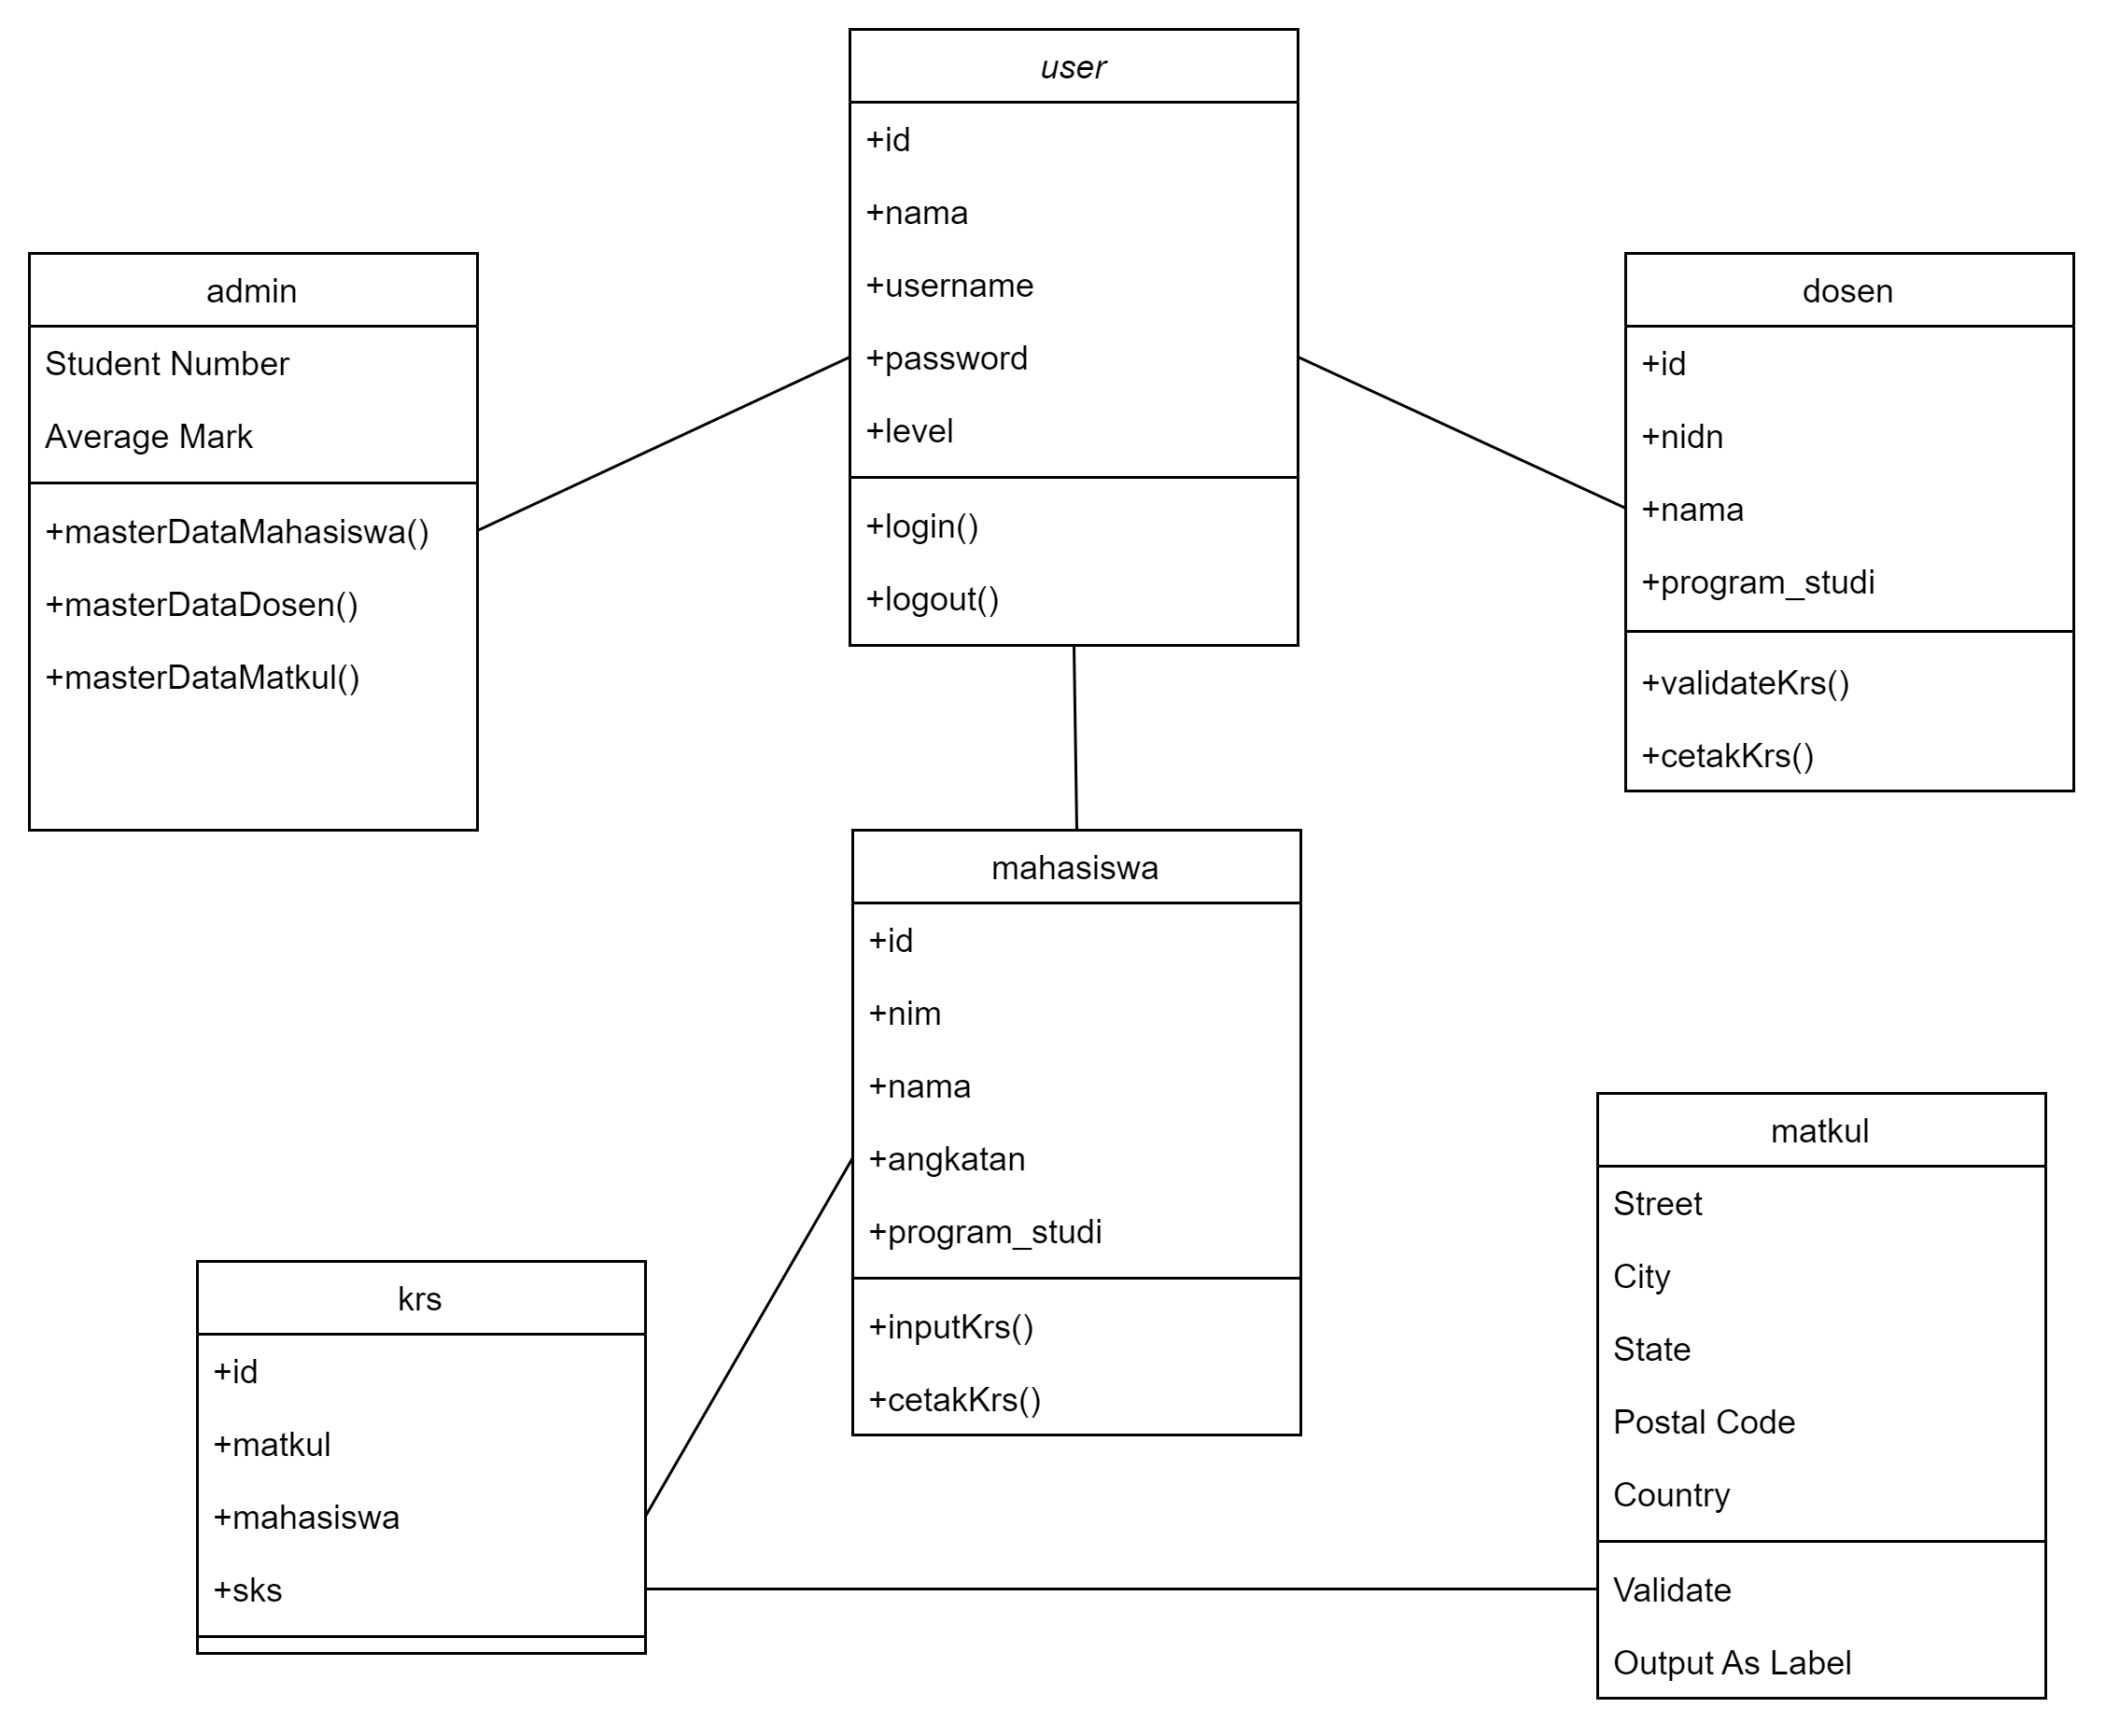 user
+id
+nama
+username
+password
+level
+login()
+logout()
admin
Student Number
Average Mark
+masterDataMahasiswa()
+masterDataDosen()
+masterDataMatkul()
dosen
+id
+nidn
+nama
+program_studi
+validateKrs()
+cetakKrs()
mahasiswa
+id
+nim
+nama
+angkatan
+program_studi
+inputKrs()
+cetakKrs()
krs
+id
+matkul
+mahasiswa
+sks
matkul
Street
City
State
Postal Code
Country
Validate
Output As Label